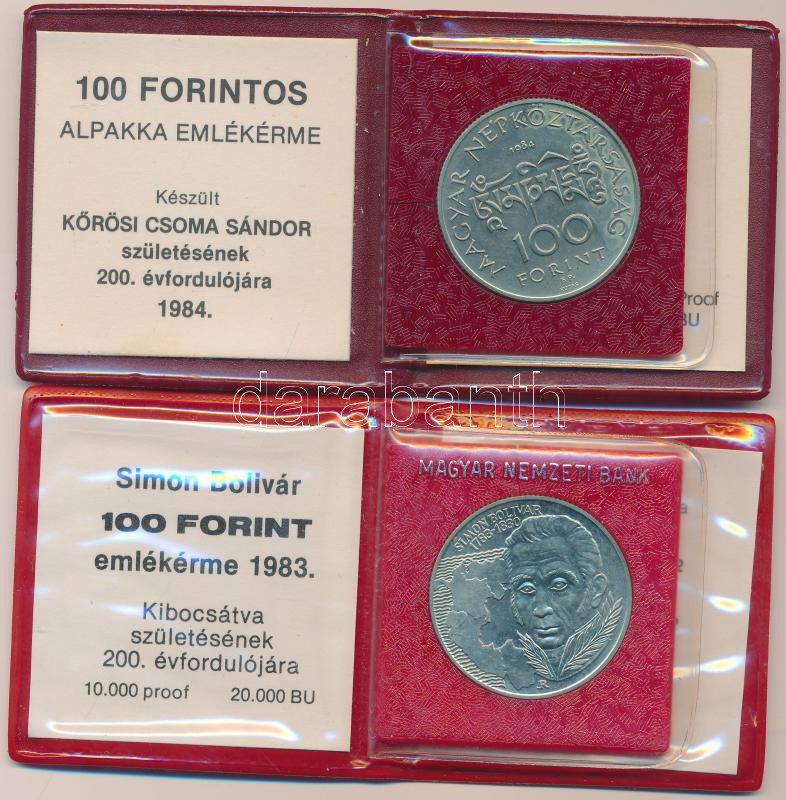 100 FORINTOS
ALPAKKA EMLÉKÉRME
Készült
KŐRÖSI CSOMA SÁNDOR
születésének
200. évfordulójára
1984.
MAGYAR NÉPKÖZTÁRSASÁG
1984
100
FORINT
BP.
Proof
BU
darabanth
Simon Bolivár
100 FORINT
emlékérme 1983.
Kibocsátva
születésének
200. évfordulójára
10.000 proof 20.000 BU
MAGYAR NEMZETI BANK
SIMON BOLIVAR
1783-1830